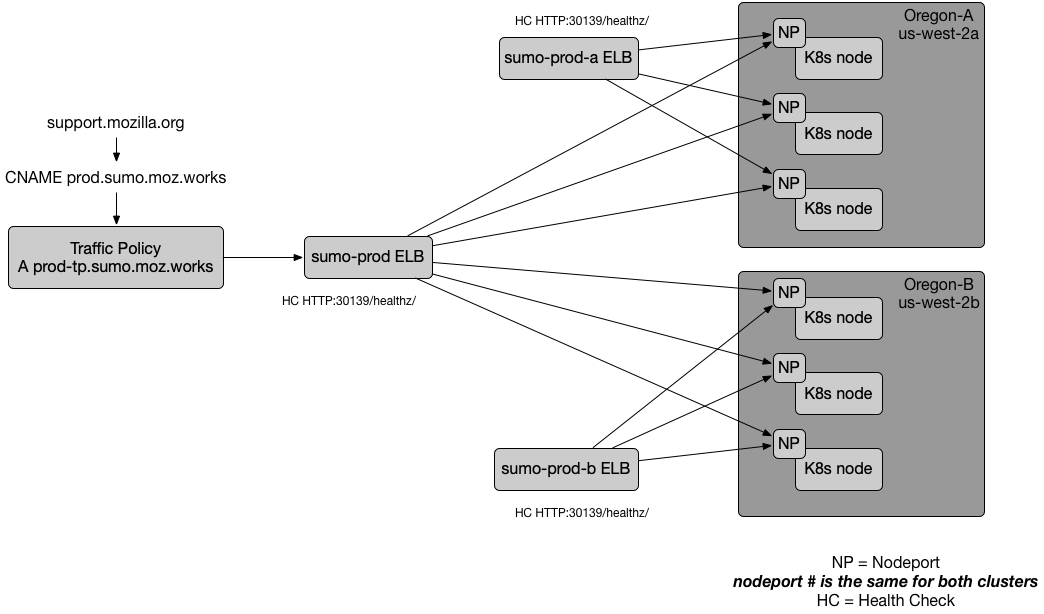 HC HTTP:30139/healthz/
sumo-prod-a ELB
Oregon-A
us-west-2a
NP
K8s node
NP
K8s node
NP
K8s node
support.mozilla.org
CNAME prod.sumo.moz.works
Traffic Policy
A prod-tp.sumo.moz.works
sumo-prod ELB
HC HTTP:30139/healthz/
Oregon-B
us-west-2b
NP
K8s node
NP
K8s node
NP
K8s node
sumo-prod-b ELB
HC HTTP:30139/healthz/
NP = Nodeport
nodeport # is the same for both clusters
HC = Health Check